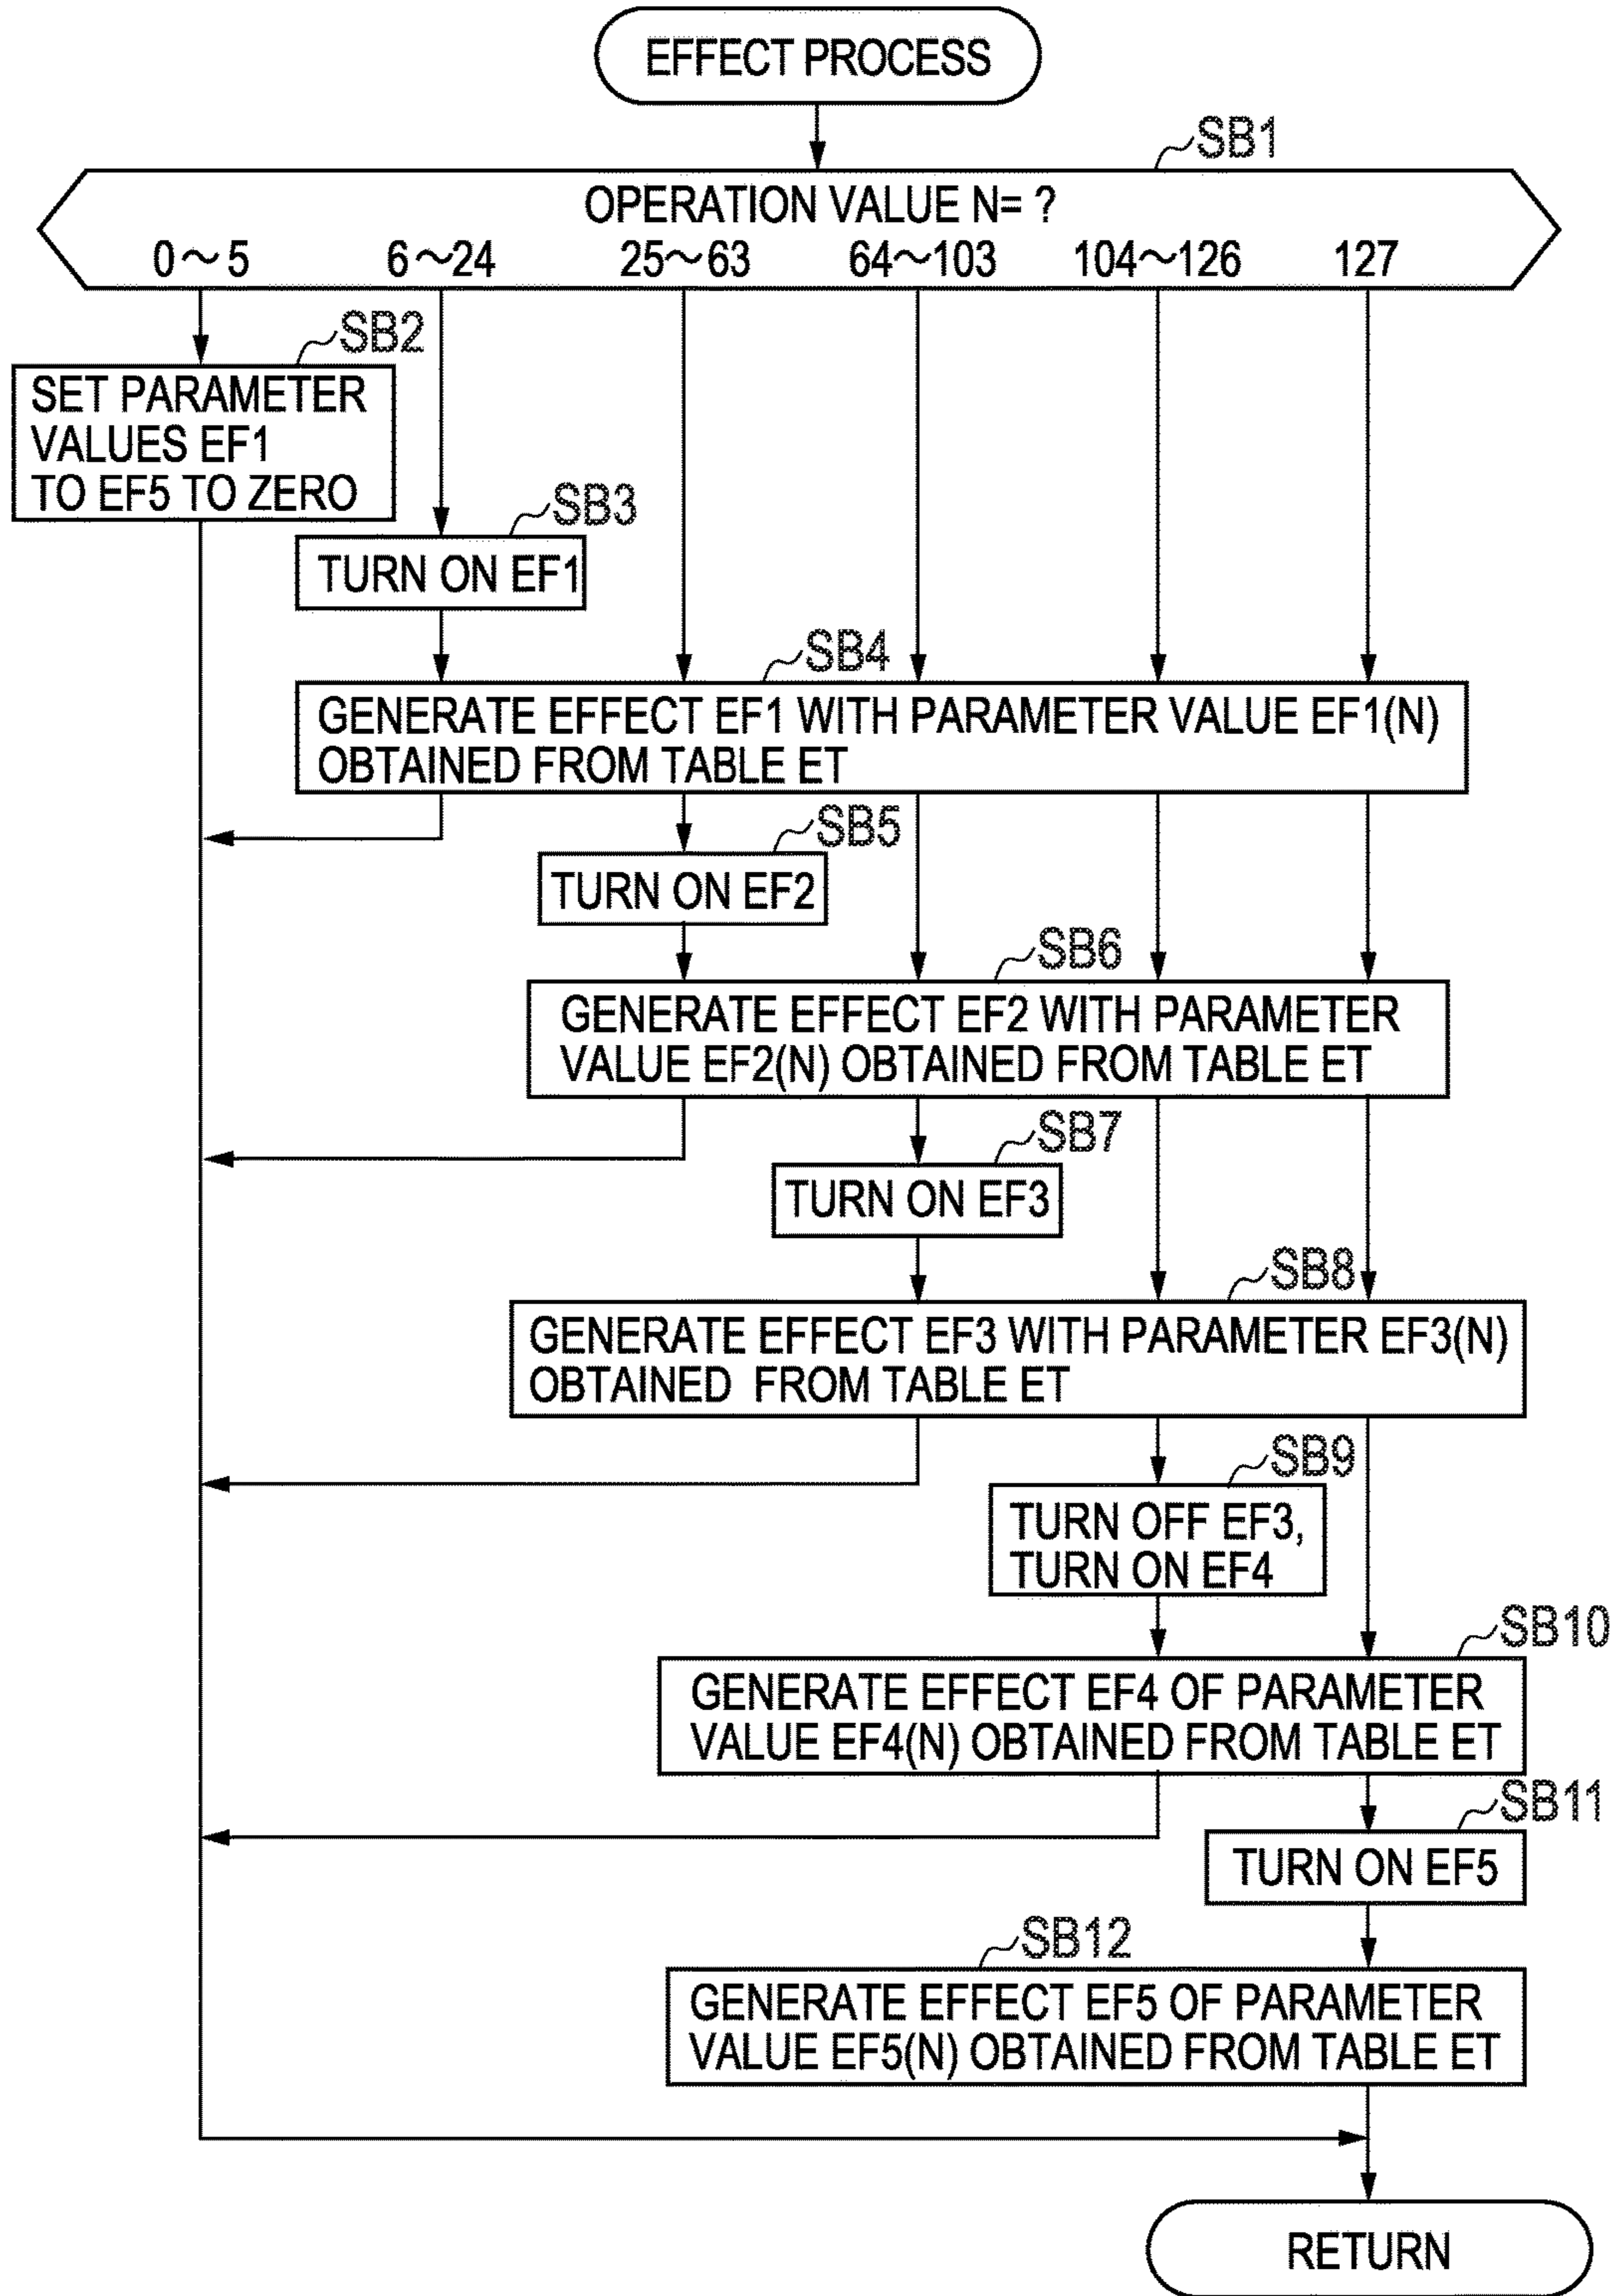 EFFECT PROCESS
SB1
OPERATION VALUE N= ?
0～5 6～24 25～63 64～103 104～126 127
SB2
SET PARAMETER
VALUES EF1
TO EF5 TO ZERO
SB3
TURN ON EF1
SB4
GENERATE EFFECT EF1 WITH PARAMETER VALUE EF1(N)
OBTAINED FROM TABLE ET
SB5
TURN ON EF2
SB6
GENERATE EFFECT EF2 WITH PARAMETER
VALUE EF2(N) OBTAINED FROM TABLE ET
SB7
TURN ON EF3
SB8
GENERATE EFFECT EF3 WITH PARAMETER EF3(N)
OBTAINED FROM TABLE ET
SB9
TURN OFF EF3,
TURN ON EF4
SB10
GENERATE EFFECT EF4 OF PARAMETER
VALUE EF4(N) OBTAINED FROM TABLE ET
SB11
TURN ON EF5
SB12
GENERATE EFFECT EF5 OF PARAMETER
VALUE EF5(N) OBTAINED FROM TABLE ET
RETURN